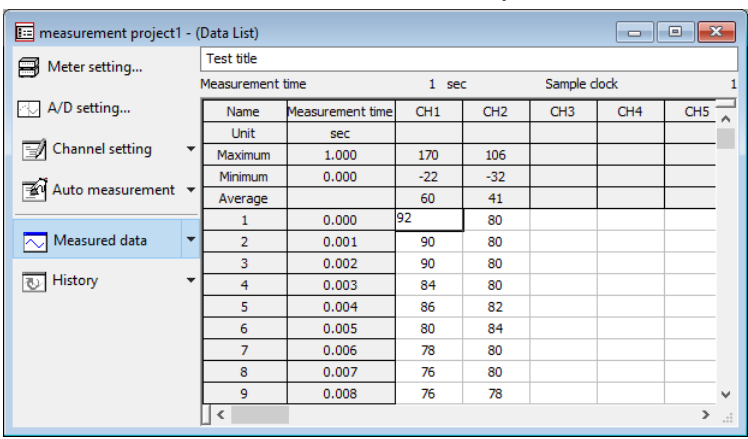 measurement project1 - (Data List)
Meter setting...
A/D setting...
Channel setting
Auto measurement
Measured data
History
Test title
Measurement time 1 sec Sample clock 1
Name Measurement time CH1 CH2 CH3 CH4 CH5
Unit sec
Maximum 1.000 170 106
Minimum 0.000 -22 -32
Average 60 41
1 0.000 92 80
2 0.001 90 80
3 0.002 90 80
4 0.003 84 80
5 0.004 86 82
6 0.005 80 84
7 0.006 78 80
8 0.007 76 80
9 0.008 76 78